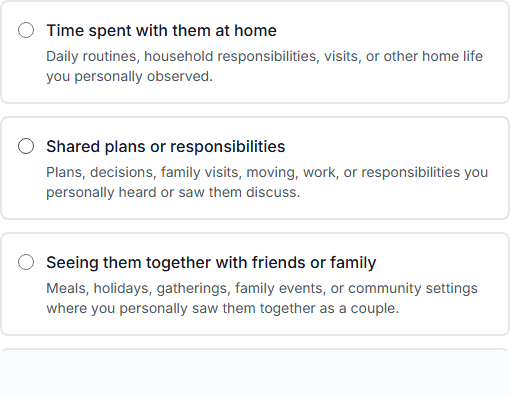 Time spent with them at home
Daily routines, household responsibilities, visits, or other home life
you personally observed.
Shared plans or responsibilities
Plans, decisions, family visits, moving, work, or responsibilities you
personally heard or saw them discuss.
Seeing them together with friends or family
Meals, holidays, gatherings, family events, or community settings
where you personally saw them together as a couple.